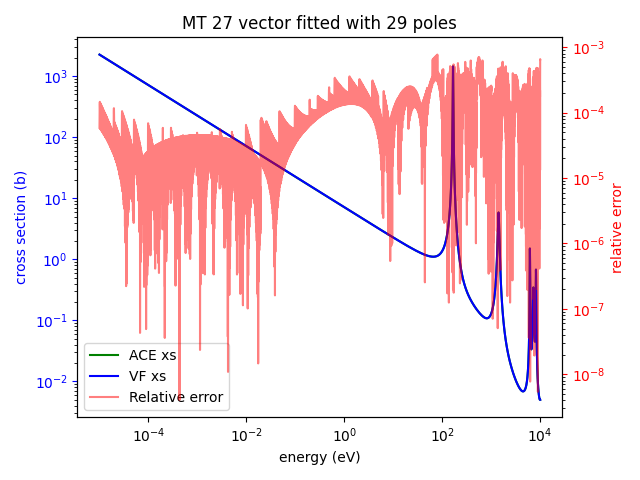 MT 27 vector fitted with 29 poles
10³
10²
10¹
10⁰
10⁻¹
10⁻²
cross section (b)
10⁻³
10⁻⁴
10⁻⁵
10⁻⁶
10⁻⁷
10⁻⁸
relative error
ACE xs
VF xs
Relative error
10⁻⁴
10⁻²
10⁰
10²
10⁴
energy (eV)